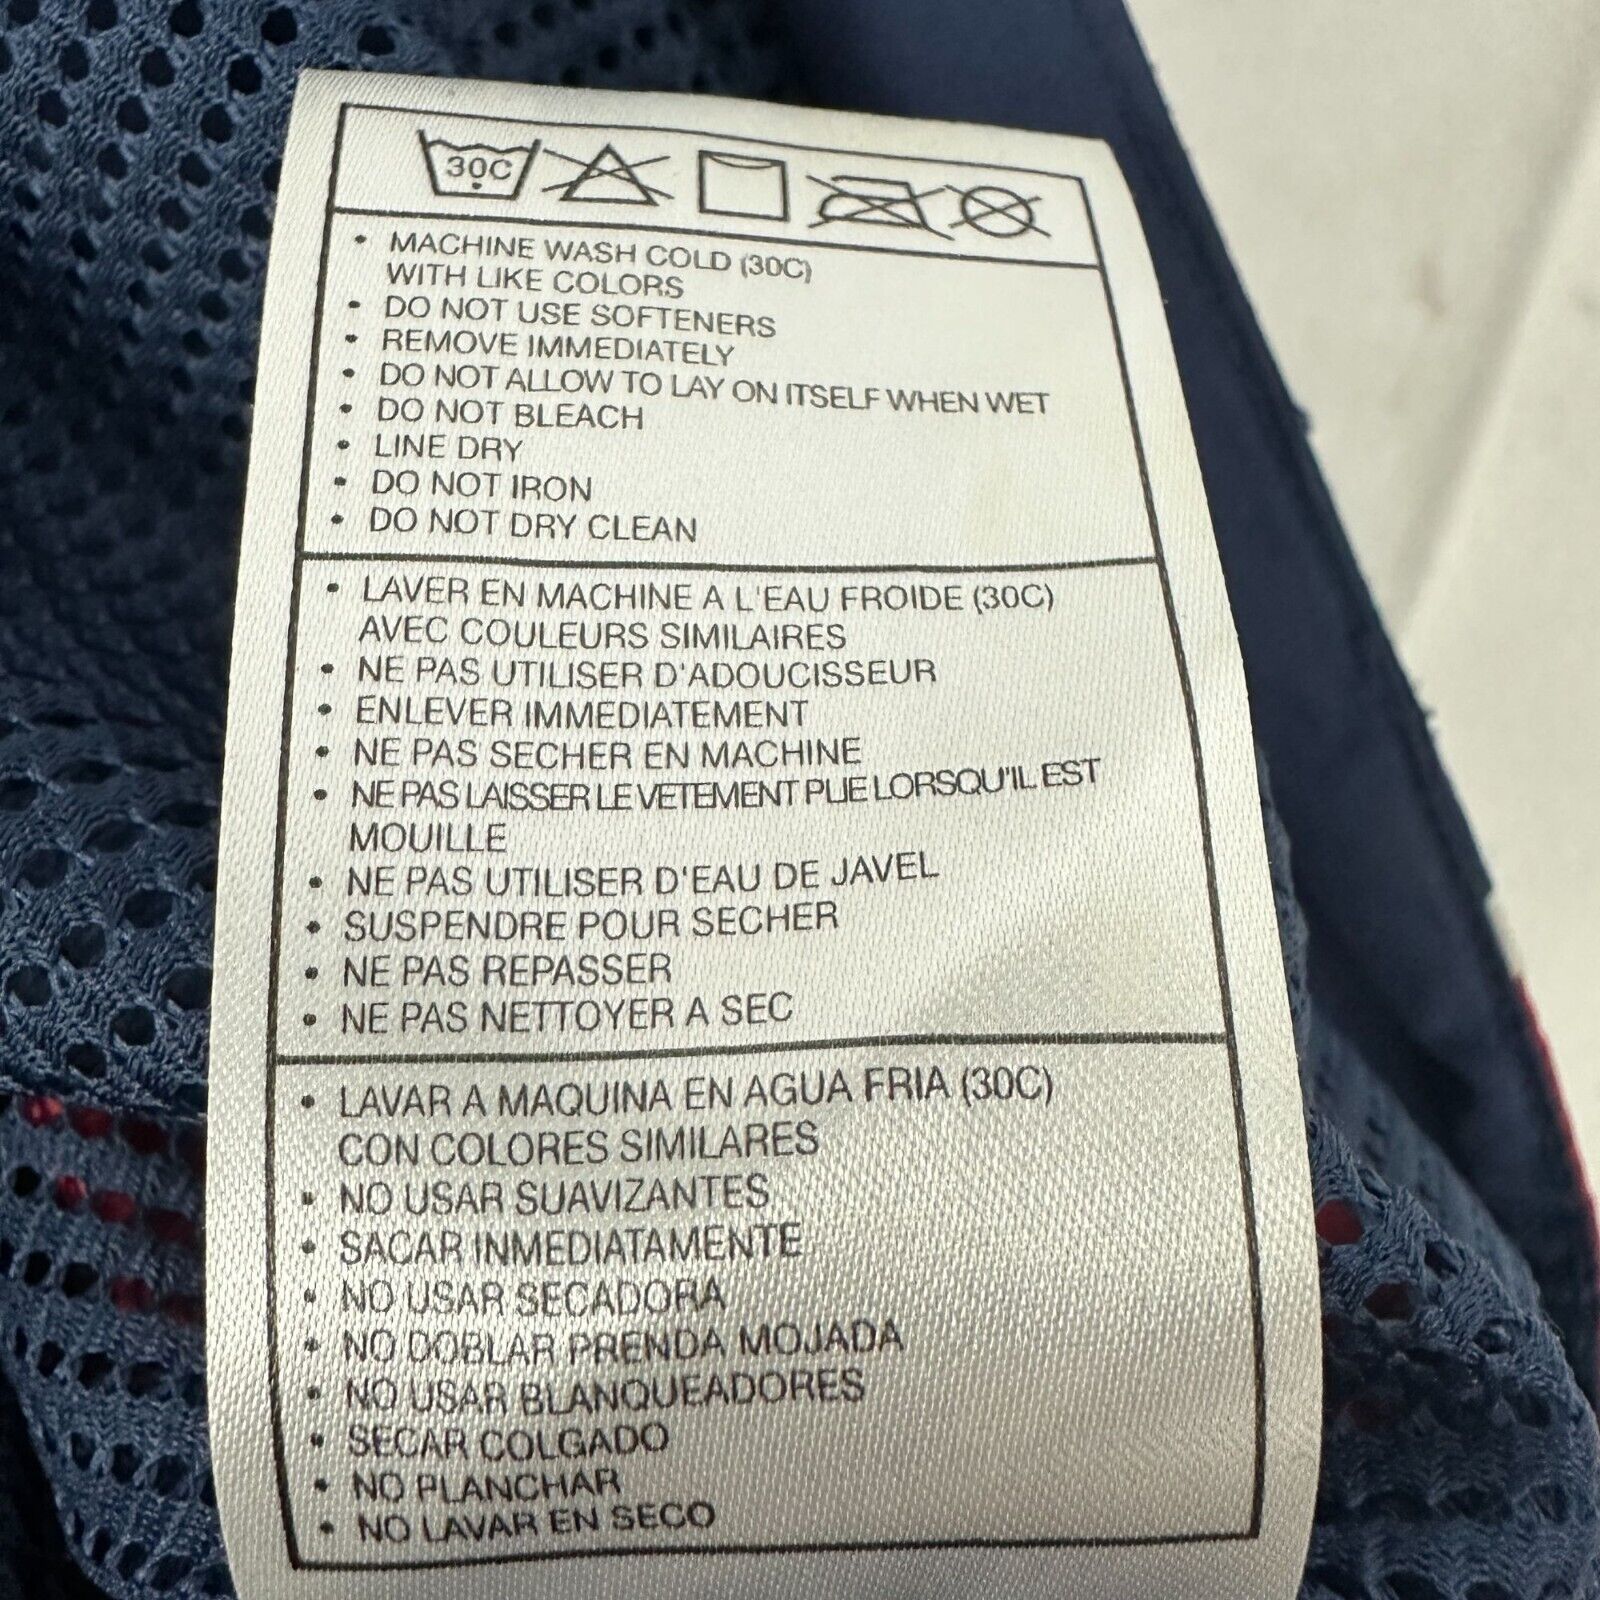 30C
• MACHINE WASH COLD (30C)
WITH LIKE COLORS
• DO NOT USE SOFTENERS
• REMOVE IMMEDIATELY
• DO NOT ALLOW TO LAY ON ITSELF WHEN WET
• DO NOT BLEACH
• LINE DRY
• DO NOT IRON
• DO NOT DRY CLEAN
• LAVER EN MACHINE A L'EAU FROIDE (30C)
AVEC COULEURS SIMILAIRES
• NE PAS UTILISER D'ADOUCISSEUR
• ENLEVER IMMEDIATEMENT
• NE PAS SECHER EN MACHINE
• NE PAS LAISSER LE VETEMENT PLIE LORSQU'IL EST
MOUILLE
• NE PAS UTILISER D'EAU DE JAVEL
• SUSPENDRE POUR SECHER
• NE PAS REPASSER
• NE PAS NETTOYER A SEC
• LAVAR A MAQUINA EN AGUA FRIA (30C)
CON COLORES SIMILARES
• NO USAR SUAVIZANTES
• SACAR INMEDIATAMENTE
• NO USAR SECADORA
• NO DOBLAR PRENDA MOJADA
• NO USAR BLANQUEADORES
• SECAR COLGADO
• NO PLANCHAR
• NO LAVAR EN SECO